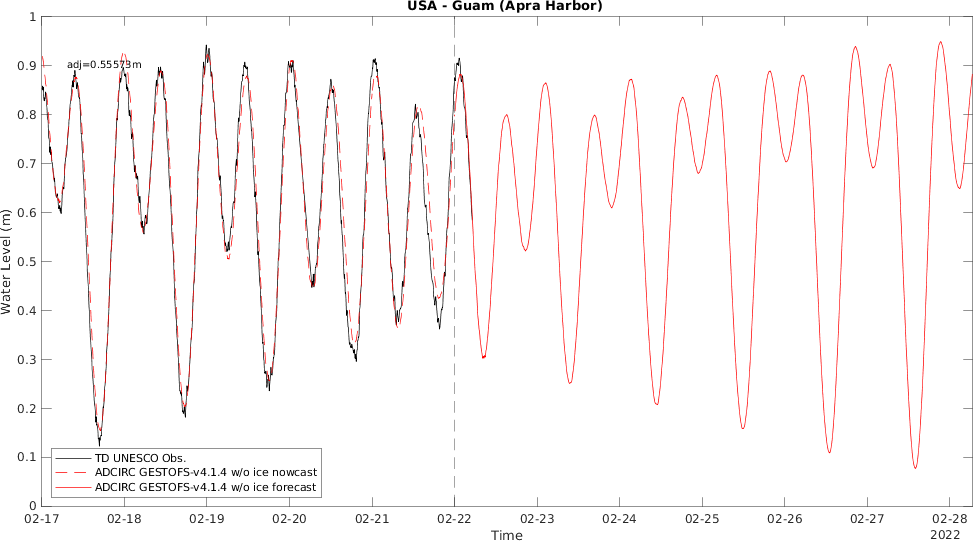 USA - Guam (Apra Harbor)
1
0.9
0.8
0.7
0.6
0.5
0.4
0.3
0.2
0.1
0
Water Level (m)
adj=0.55573m
TD UNESCO Obs.
ADCIRC GESTOFS-v4.1.4 w/o ice nowcast
ADCIRC GESTOFS-v4.1.4 w/o ice forecast
02-17 02-18 02-19 02-20 02-21 02-22 02-23 02-24 02-25 02-26 02-27 02-28
2022
Time